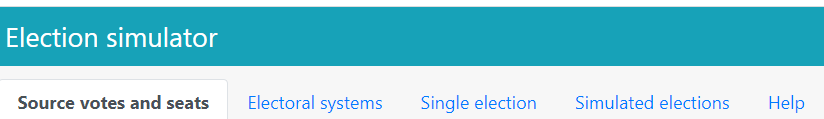 Election simulator
Source votes and seats Electoral systems Single election Simulated elections Help